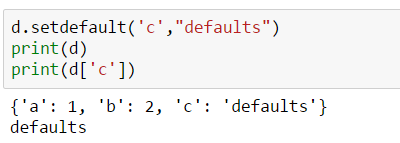 d.setdefault('c',"defaults")
print(d)
print(d['c'])
{'a': 1, 'b': 2, 'c': 'defaults'}
defaults